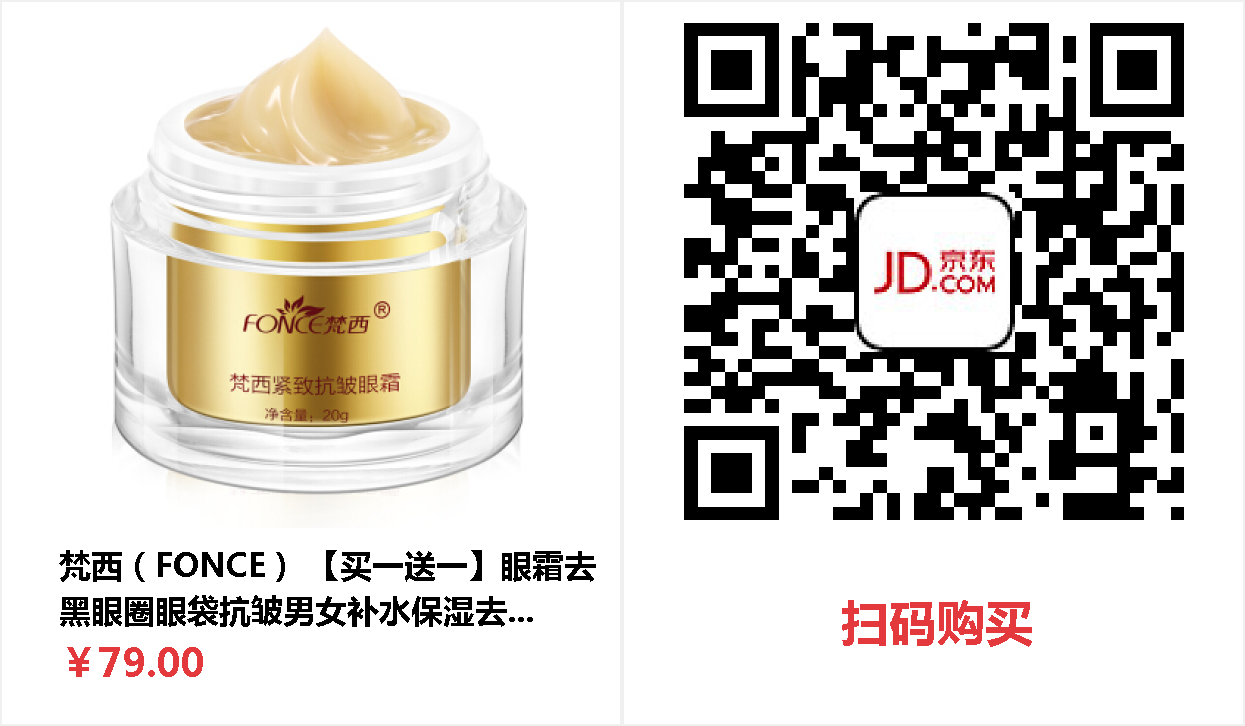 FONCE梵西®
梵西紧致抗皱眼霜
净含量：20g
梵西（FONCE）【买一送一】眼霜去
黑眼圈眼袋抗皱男女补水保湿去...
￥79.00
JD.京东
.COM
扫码购买